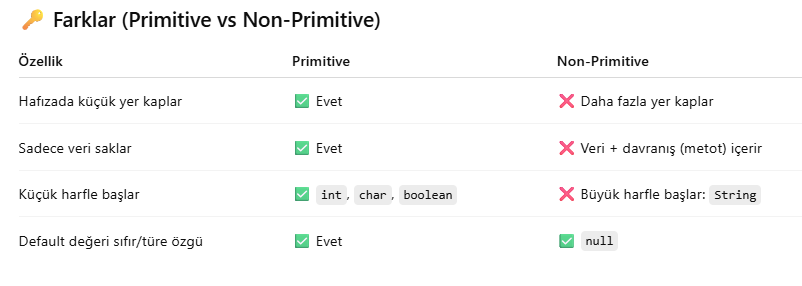 🔑 Farklar (Primitive vs Non-Primitive)
Özellik Primitive Non-Primitive
Hafızada küçük yer kaplar ✅ Evet ❌ Daha fazla yer kaplar
Sadece veri saklar ✅ Evet ❌ Veri + davranış (metot) içerir
Küçük harfle başlar ✅ int, char, boolean ❌ Büyük harfle başlar: String
Default değeri sıfır/türe özgü ✅ Evet ✅ null